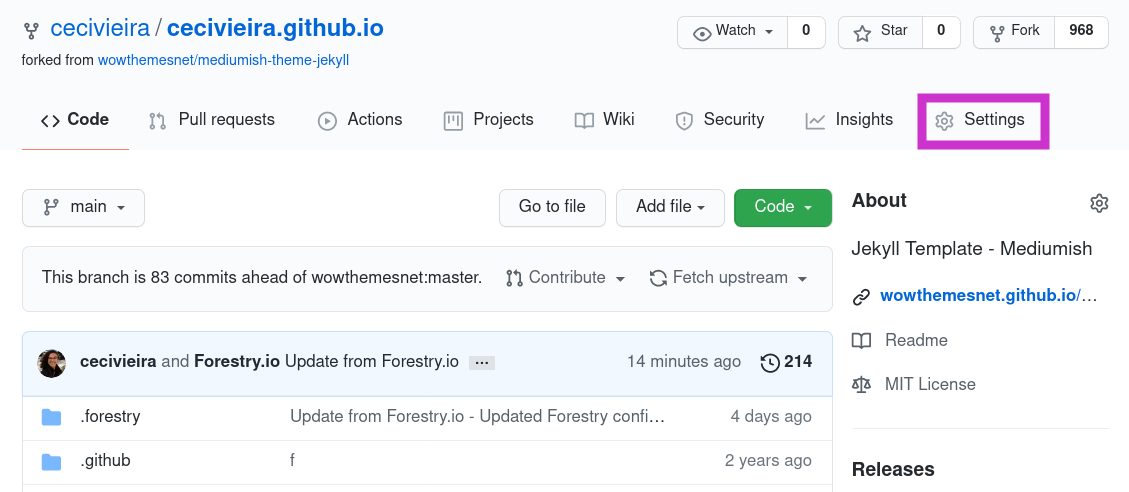 cecivieira / cecivieira.github.io
Watch 0 Star 0 Fork 968
forked from wowthemesnet/mediumish-theme-jekyll
Code Pull requests Actions Projects Wiki Security Insights Settings
main Go to file Add file Code
This branch is 83 commits ahead of wowthemesnet:master. Contribute Fetch upstream
cecivieira and Forrestry.io Update from Forestry.io ... 14 minutes ago 214
.forestry Update from Forestry.io - Updated Forestry confi… 4 days ago
.github f 2 years ago
About
Jekyll Template - Mediumish
wowthemesnet.github.io/…
Readme
MIT License
Releases